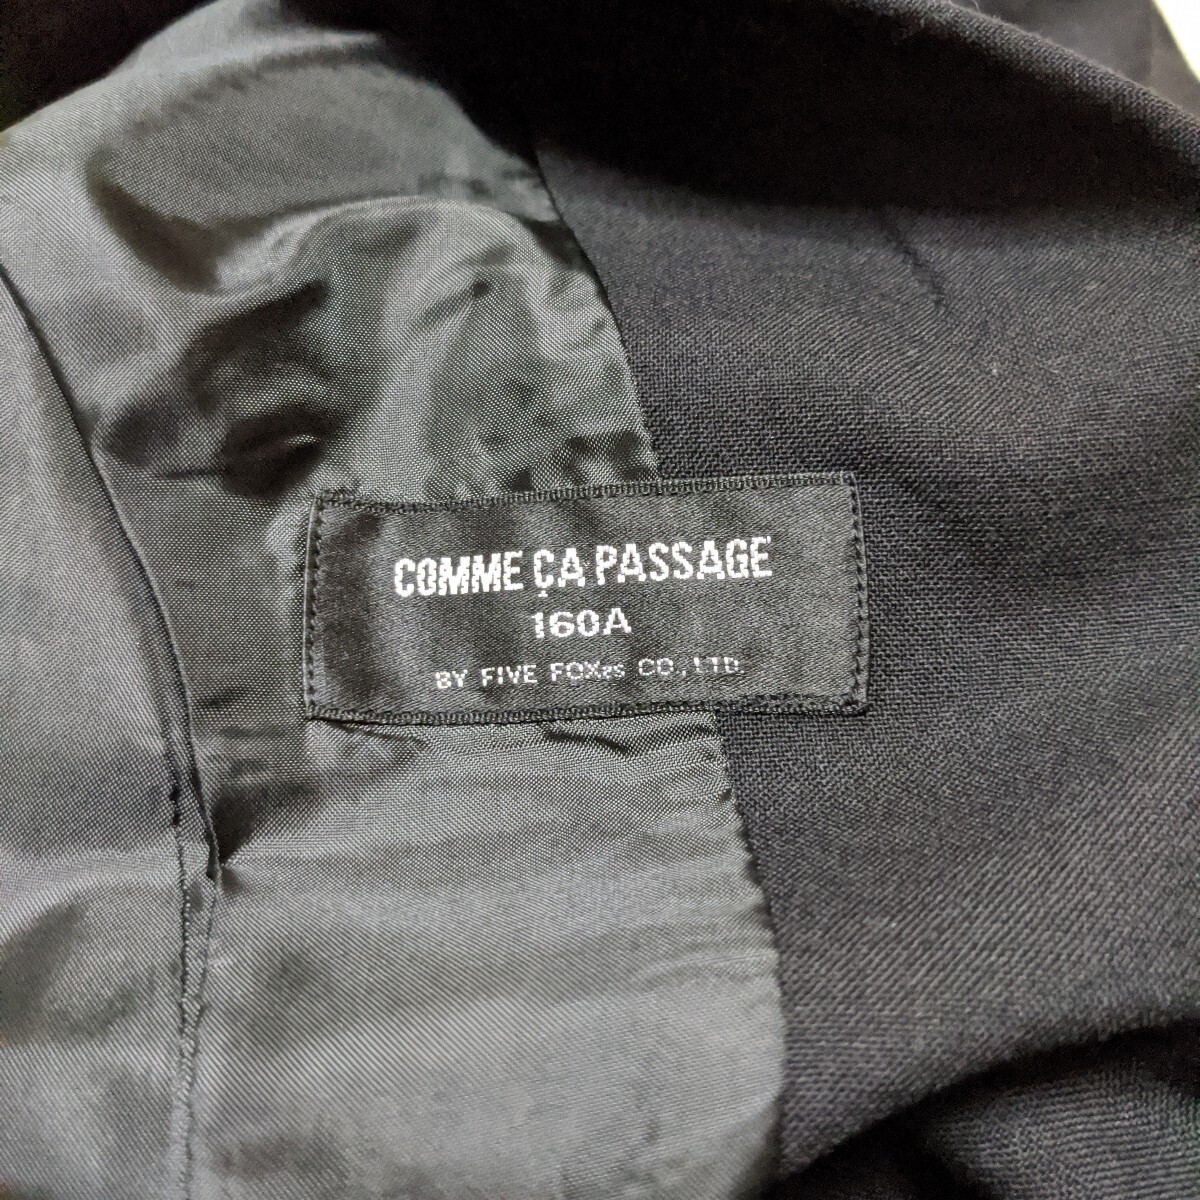 COMME ÇA PASSAGE
160A
BY FIVE FOXes CO., LTD.